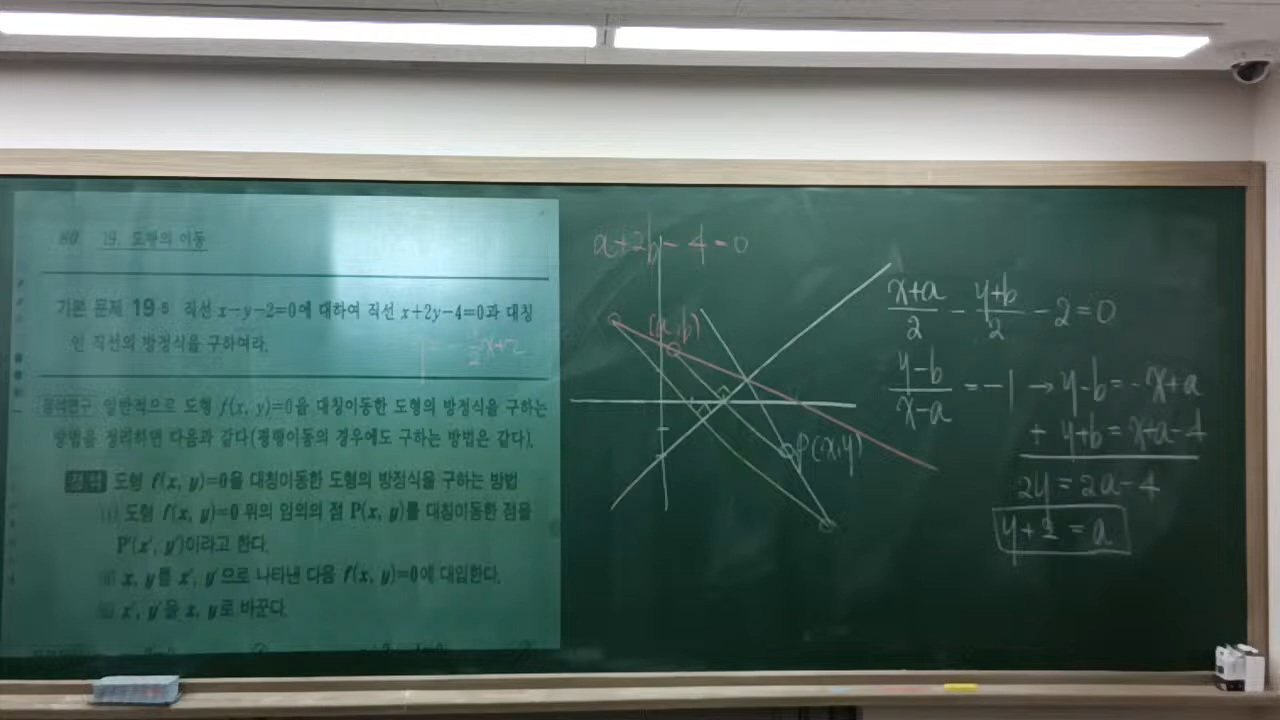 80 19. 도형의 이동
기본 문제 19·5 직선 x-y-2=0에 대하여 직선 x+2y-4=0과 대칭
인 직선의 방정식을 구하여라.
정석연구 일반적으로 도형 f(x, y)=0을 대칭이동한 도형의 방정식을 구하는
방법을 정리하면 다음과 같다(평행이동의 경우에도 구하는 방법은 같다).
정석 도형 f(x, y)=0을 대칭이동한 도형의 방정식을 구하는 방법
(i) 도형 f(x, y)=0 위의 임의의 점 P(x, y)를 대칭이동한 점을
P′(x′, y′)이라고 한다.
x, y를 x′, y′으로 나타낸 다음 f(x, y)=0에 대입한다.
x′, y′을 x, y로 바꾼다.
-1/2x+2
a+2b-4=0
(a,b)
P(x,y)
(x+a)/2 - (y+b)/2 - 2 = 0
(y-b)/(x-a) = -1 → y-b = -x+a
+ y+b = x+a-4
2y = 2a-4
y+2 = a